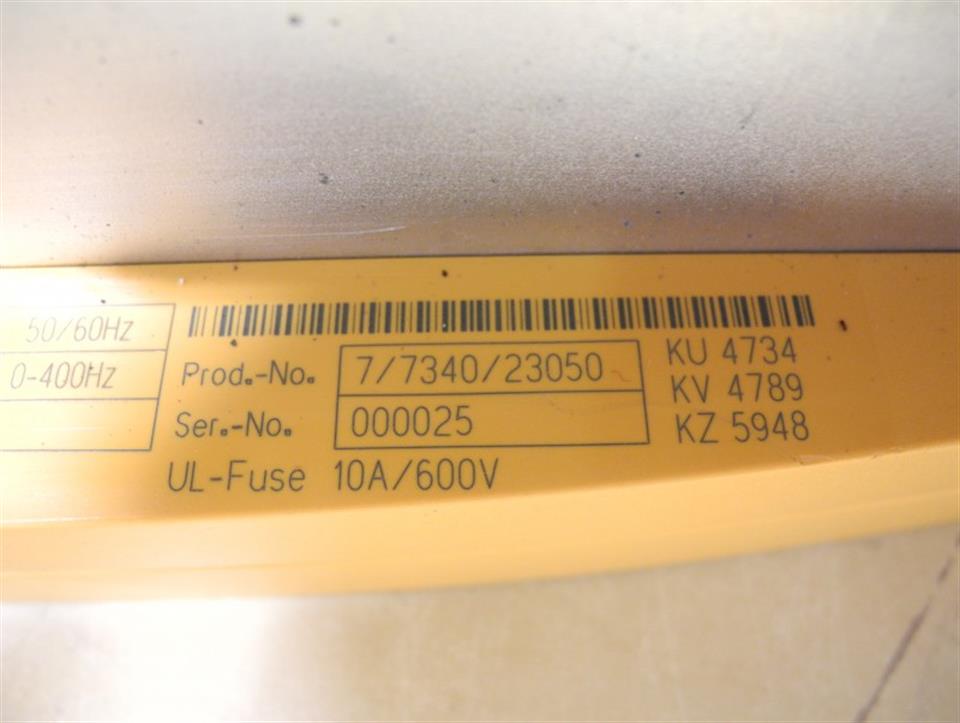 50/60Hz
0-400Hz
Prod.-No. 7/7340/23050
Ser.-No. 000025
UL-Fuse 10A/600V
KU 4734
KV 4789
KZ 5948